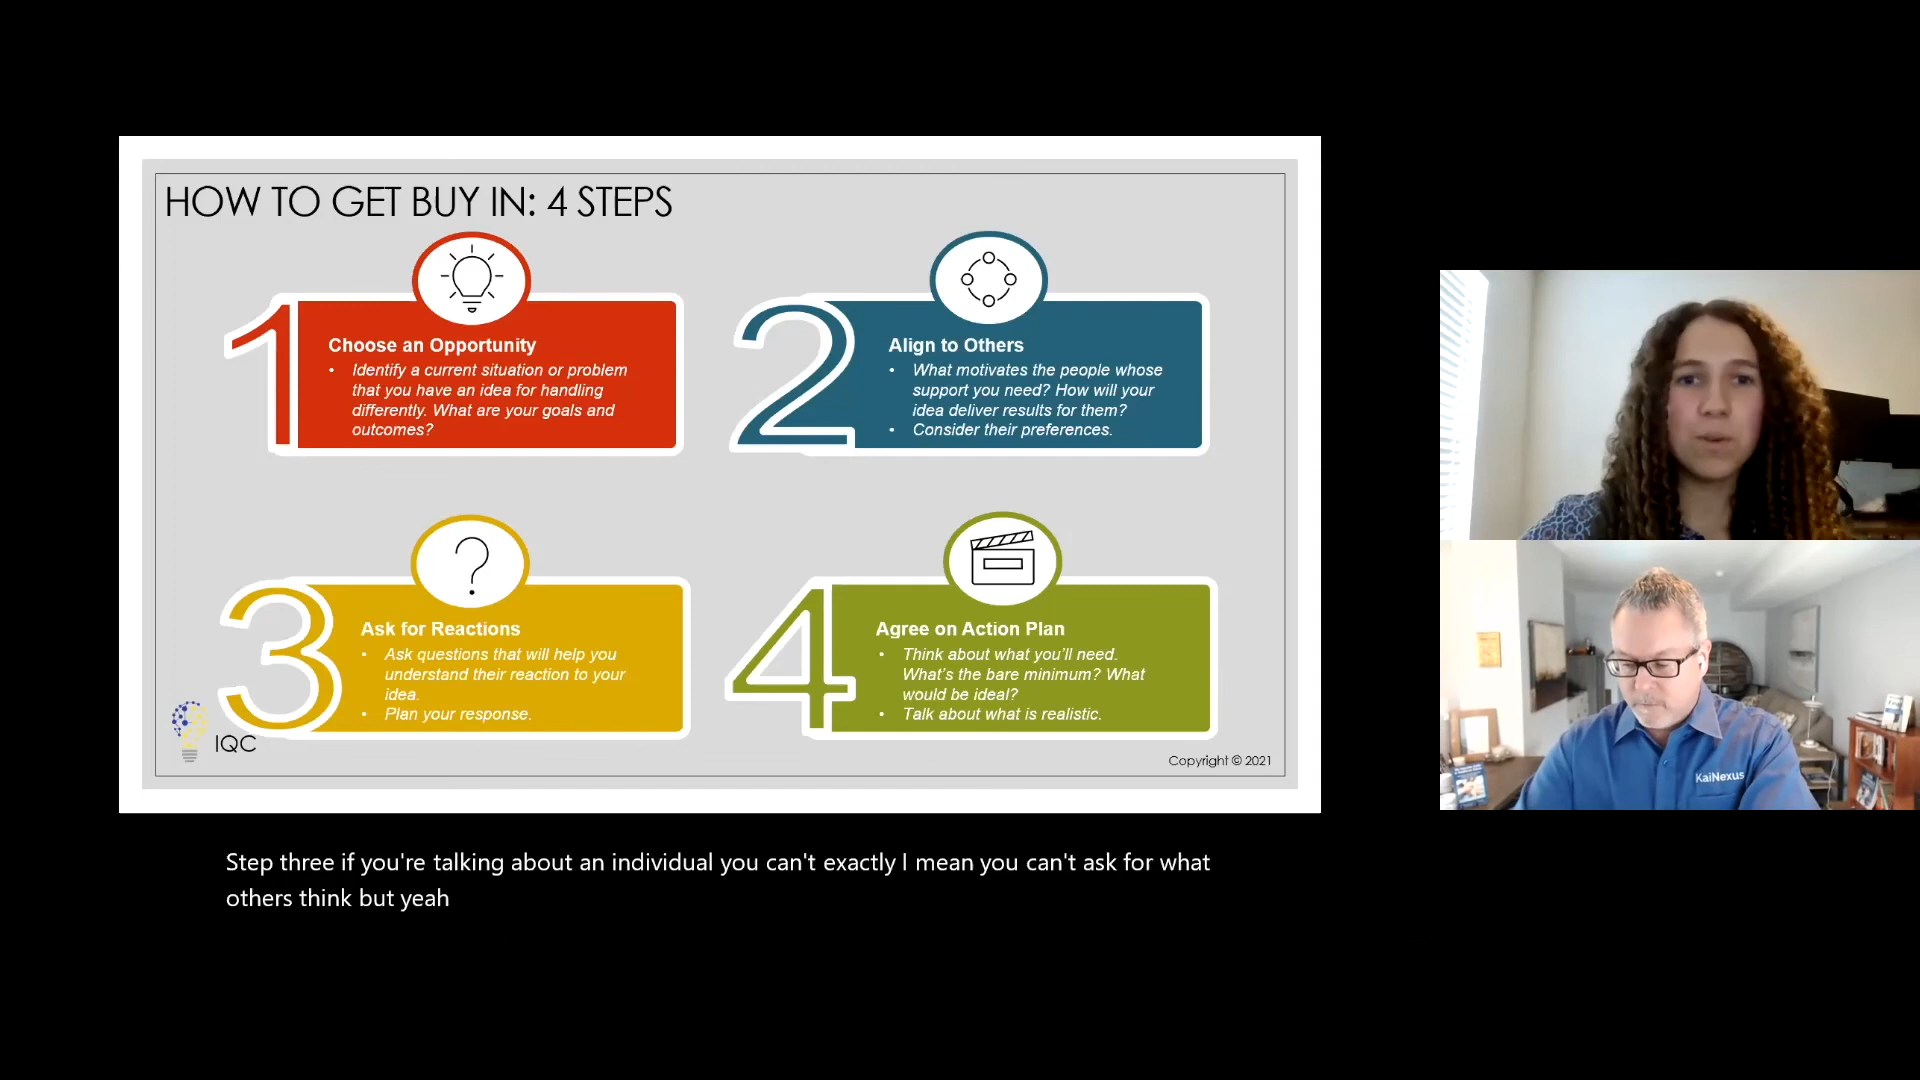 HOW TO GET BUY IN: 4 STEPS
1
Choose an Opportunity
• Identify a current situation or problem
that you have an idea for handling
differently. What are your goals and
outcomes?
2
Align to Others
• What motivates the people whose
support you need? How will your
idea deliver results for them?
• Consider their preferences.
3
Ask for Reactions
• Ask questions that will help you
understand their reaction to your
idea.
• Plan your response.
4
Agree on Action Plan
• Think about what you'll need.
What's the bare minimum? What
would be ideal?
• Talk about what is realistic.
IQC
Copyright © 2021
KaiNexus
Step three if you're talking about an individual you can't exactly I mean you can't ask for what
others think but yeah